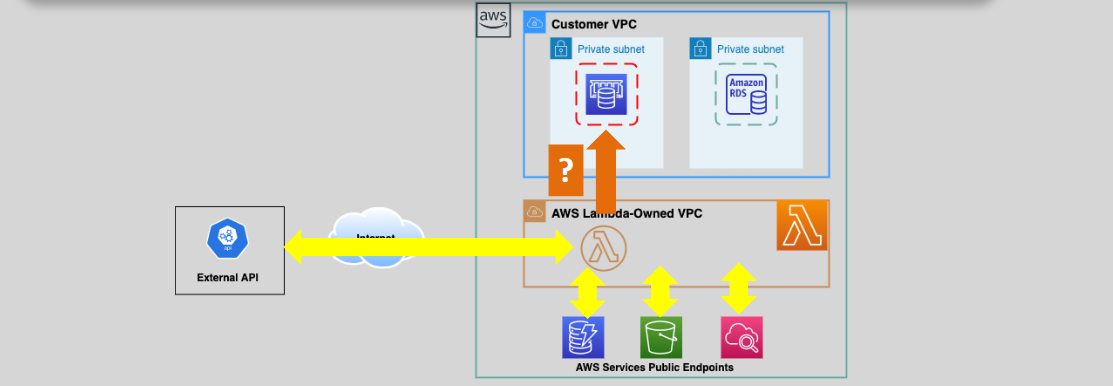 aws
Customer VPC
Private subnet
Private subnet
Amazon
RDS
?
AWS Lambda-Owned VPC
Internet
api
External API
AWS Services Public Endpoints